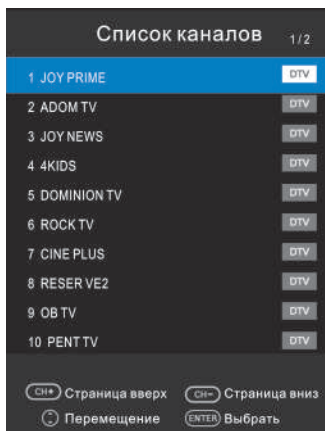 Список каналов 1/2
1 JOY PRIME DTV
2 ADOM TV DTV
3 JOY NEWS DTV
4 4KIDS DTV
5 DOMINION TV DTV
6 ROCK TV DTV
7 CINE PLUS DTV
8 RESER VE2 DTV
9 OB TV DTV
10 PENT TV DTV
CH+ Страница вверх CH- Страница вниз
Перемещение ENTER Выбрать